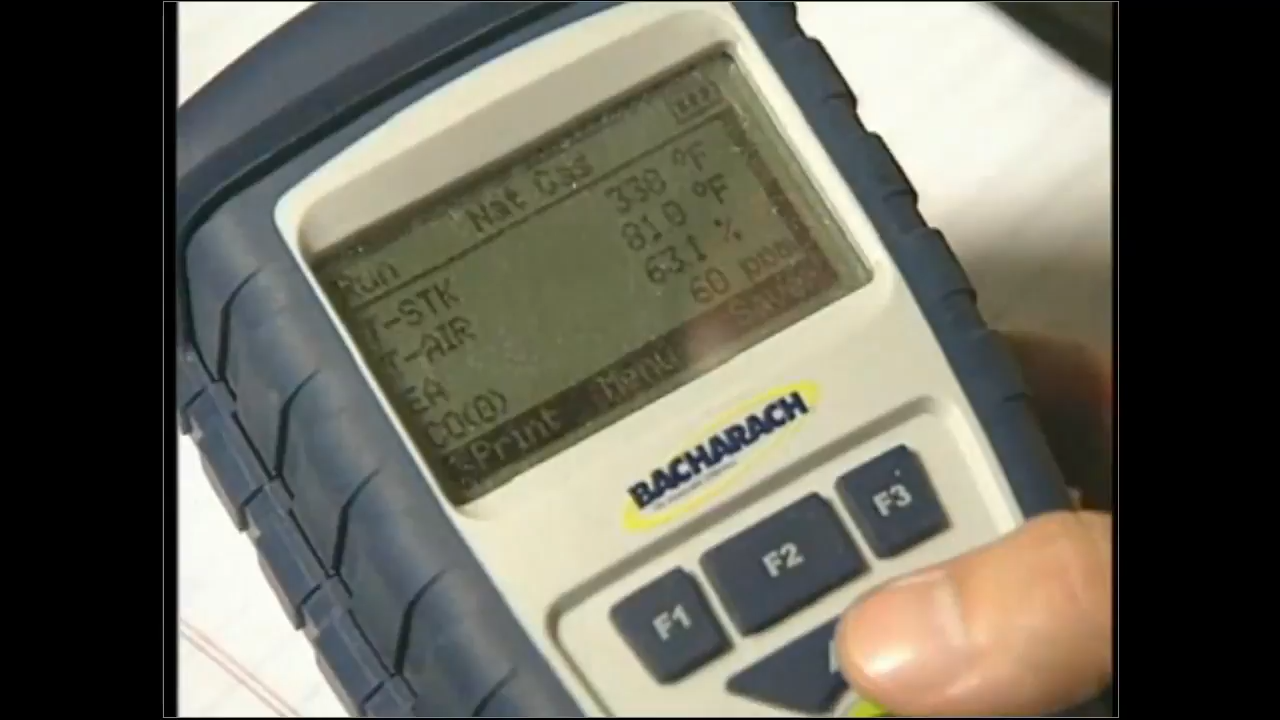 Run Nat Gas
T-STK 338 °F
T-AIR 81.0 °F
EA 63.1 %
CO(0) 60 ppm
Print Menu
BACHARACH
F1 F2 F3